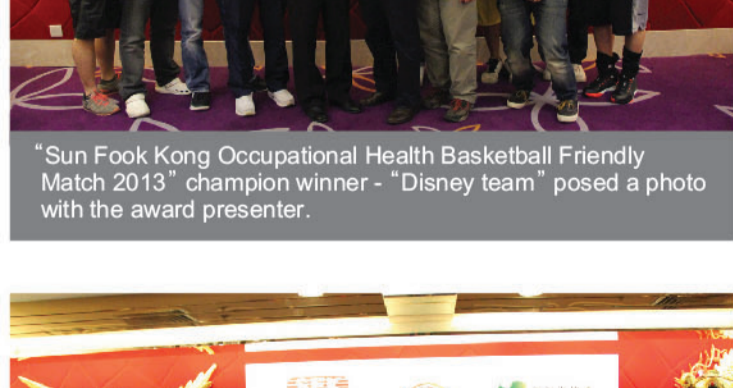 “Sun Fook Kong Occupational Health Basketball Friendly
Match 2013” champion winner - “Disney team” posed a photo
with the award presenter.